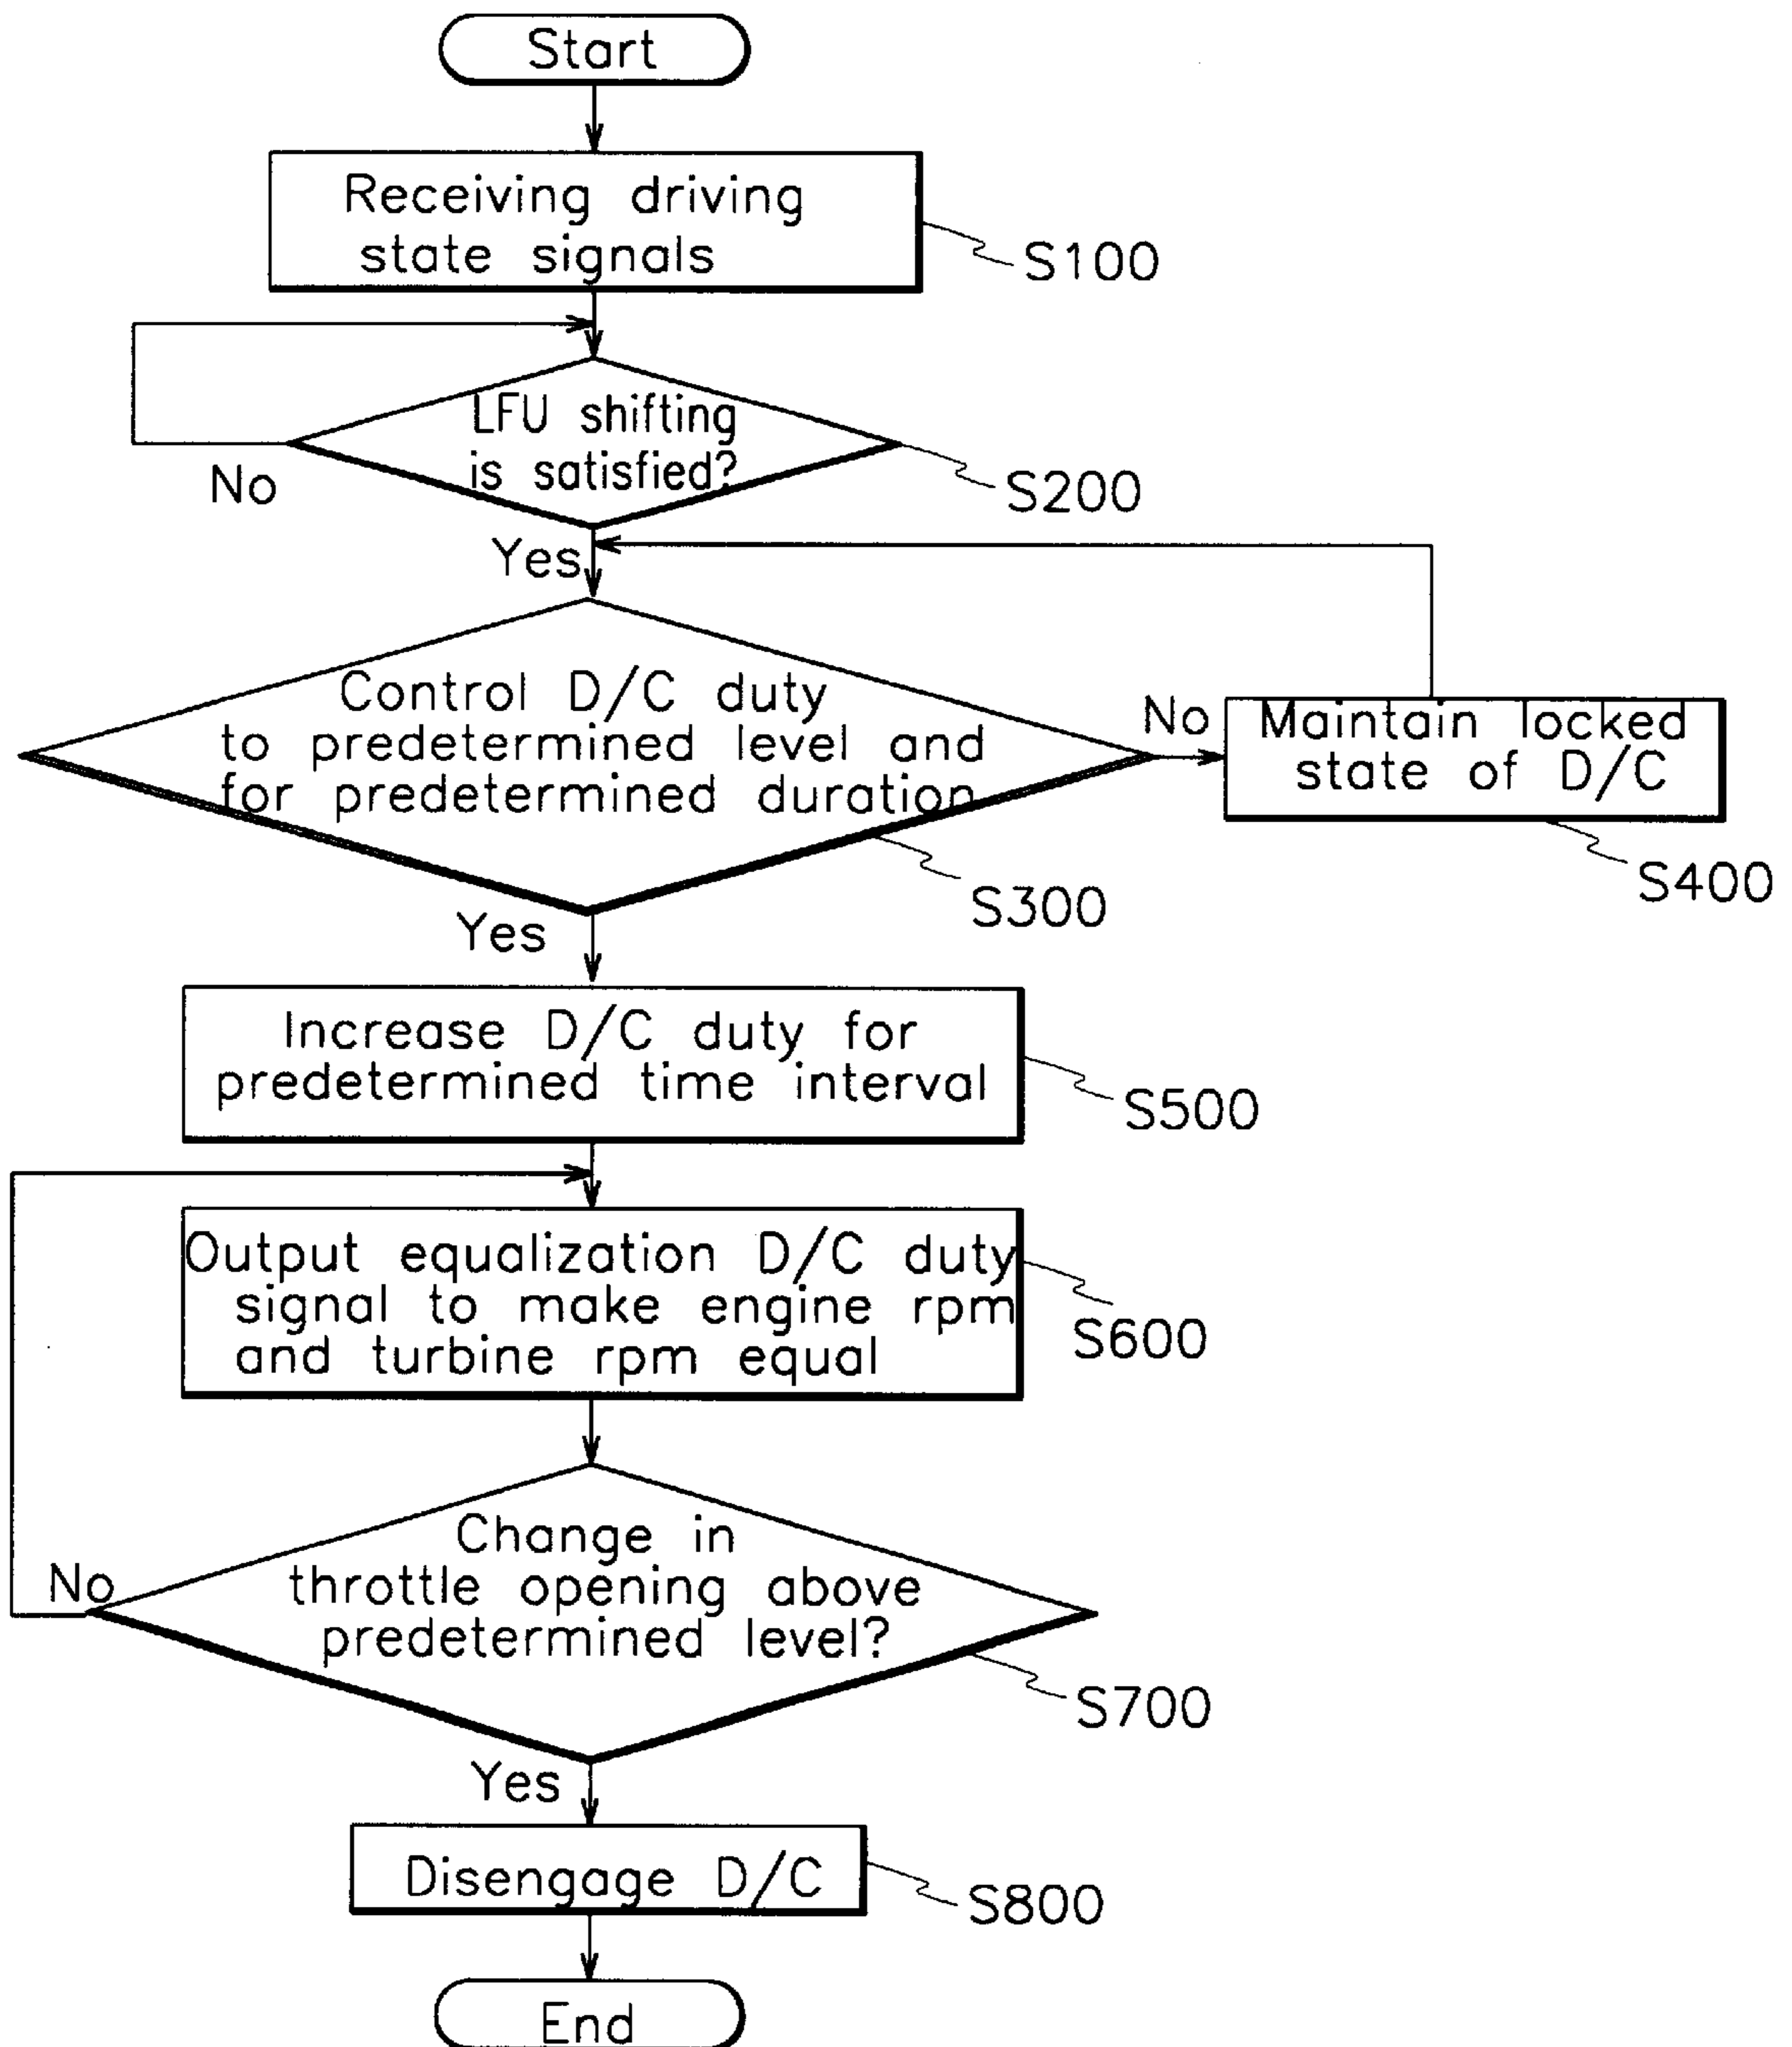 Start
Receiving driving
state signals
S100
LFU shifting
is satisfied?
No
S200
Yes
Control D/C duty
to predetermined level and
for predetermined duration
No
Maintain locked
state of D/C
S400
S300
Yes
Increase D/C duty for
predetermined time interval
S500
Output equalization D/C duty
signal to make engine rpm
and turbine rpm equal
S600
Change in
throttle opening above
predetermined level?
No
S700
Yes
Disengage D/C
S800
End